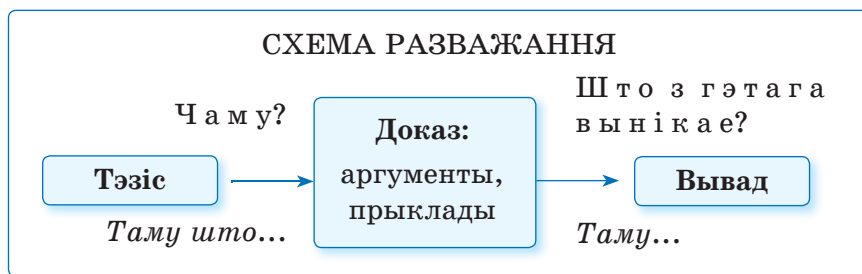 СХЕМА РАЗВАЖАННЯ
Чаму?
Тэзіс
Таму што...
Доказ:
аргументы,
прыклады
Што з гэтага
вынікае?
Вывад
Таму...